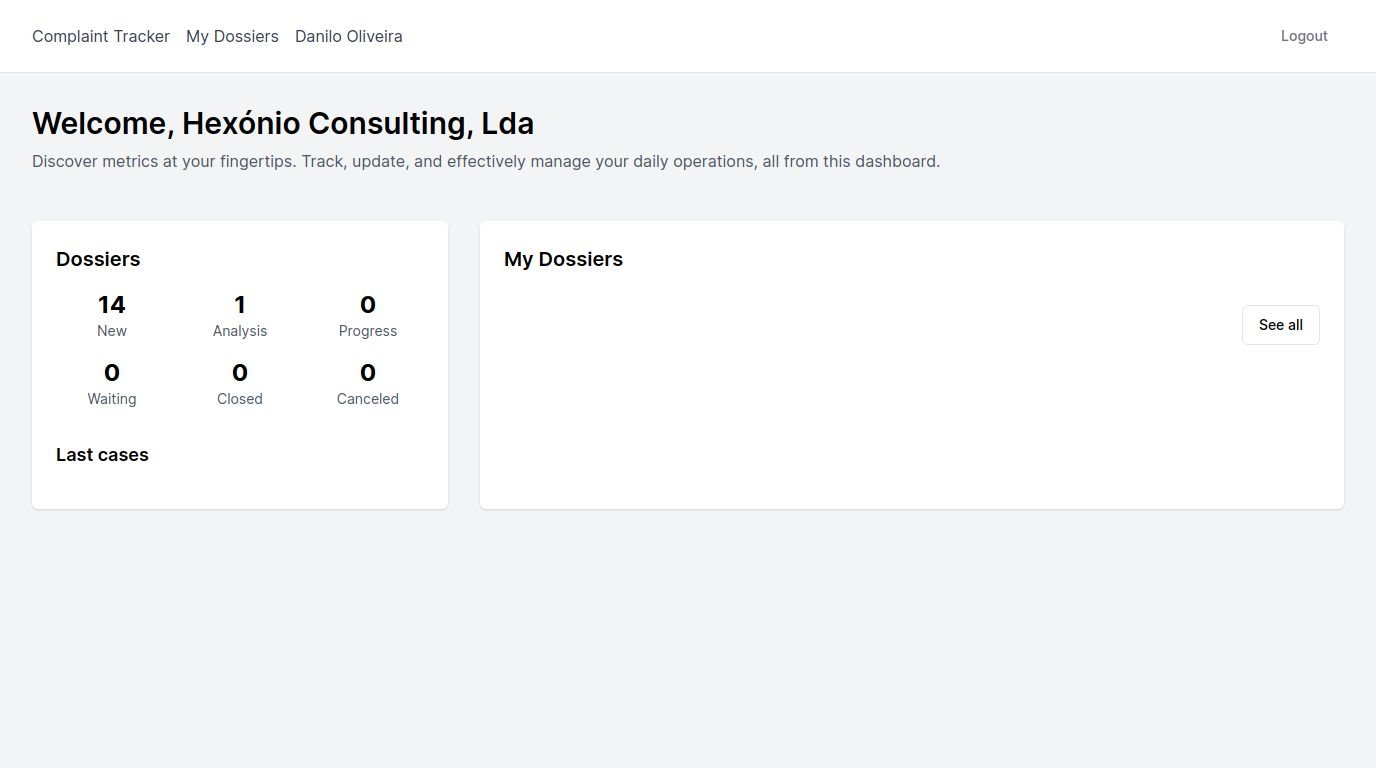 Complaint Tracker My Dossiers Danilo Oliveira Logout
Welcome, Hexónio Consulting, Lda
Discover metrics at your fingertips. Track, update, and effectively manage your daily operations, all from this dashboard.
Dossiers
14 1 0
New Analysis Progress
0 0 0
Waiting Closed Canceled
Last cases
My Dossiers
See all